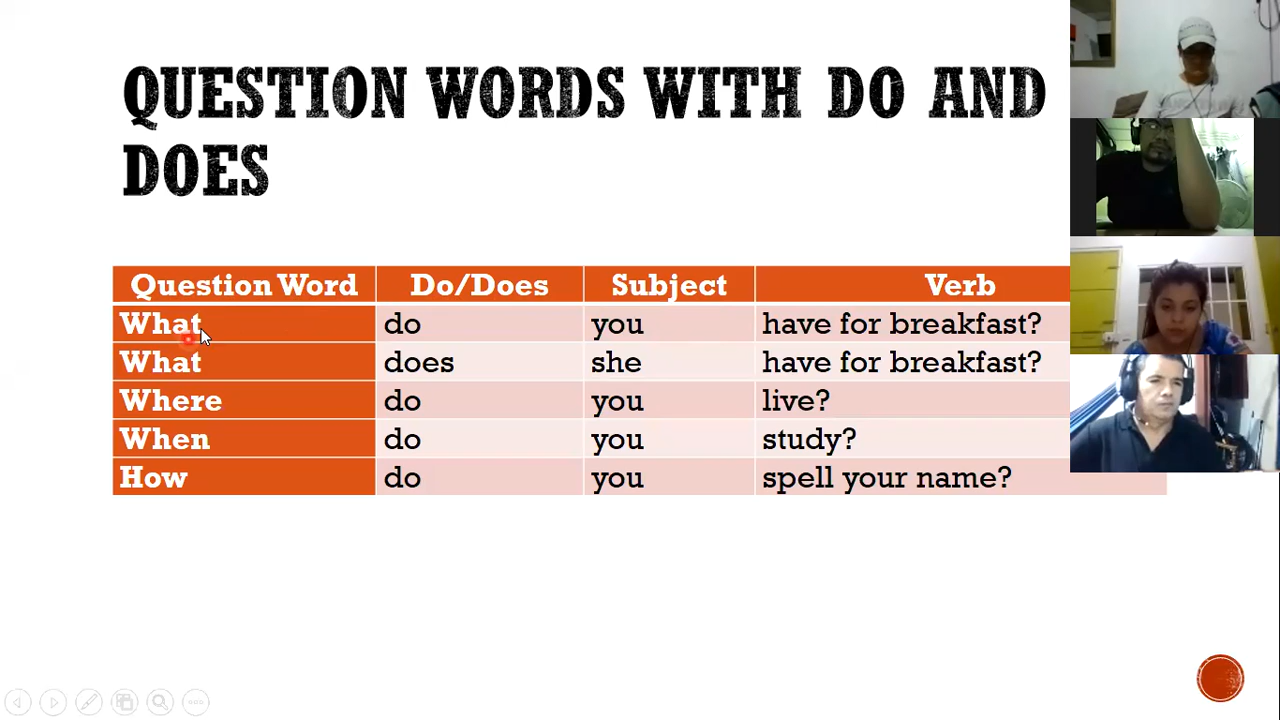 QUESTION WORDS WITH DO AND
DOES
Question Word Do/Does Subject Verb
What do you have for breakfast?
What does she have for breakfast?
Where do you live?
When do you study?
How do you spell your name?